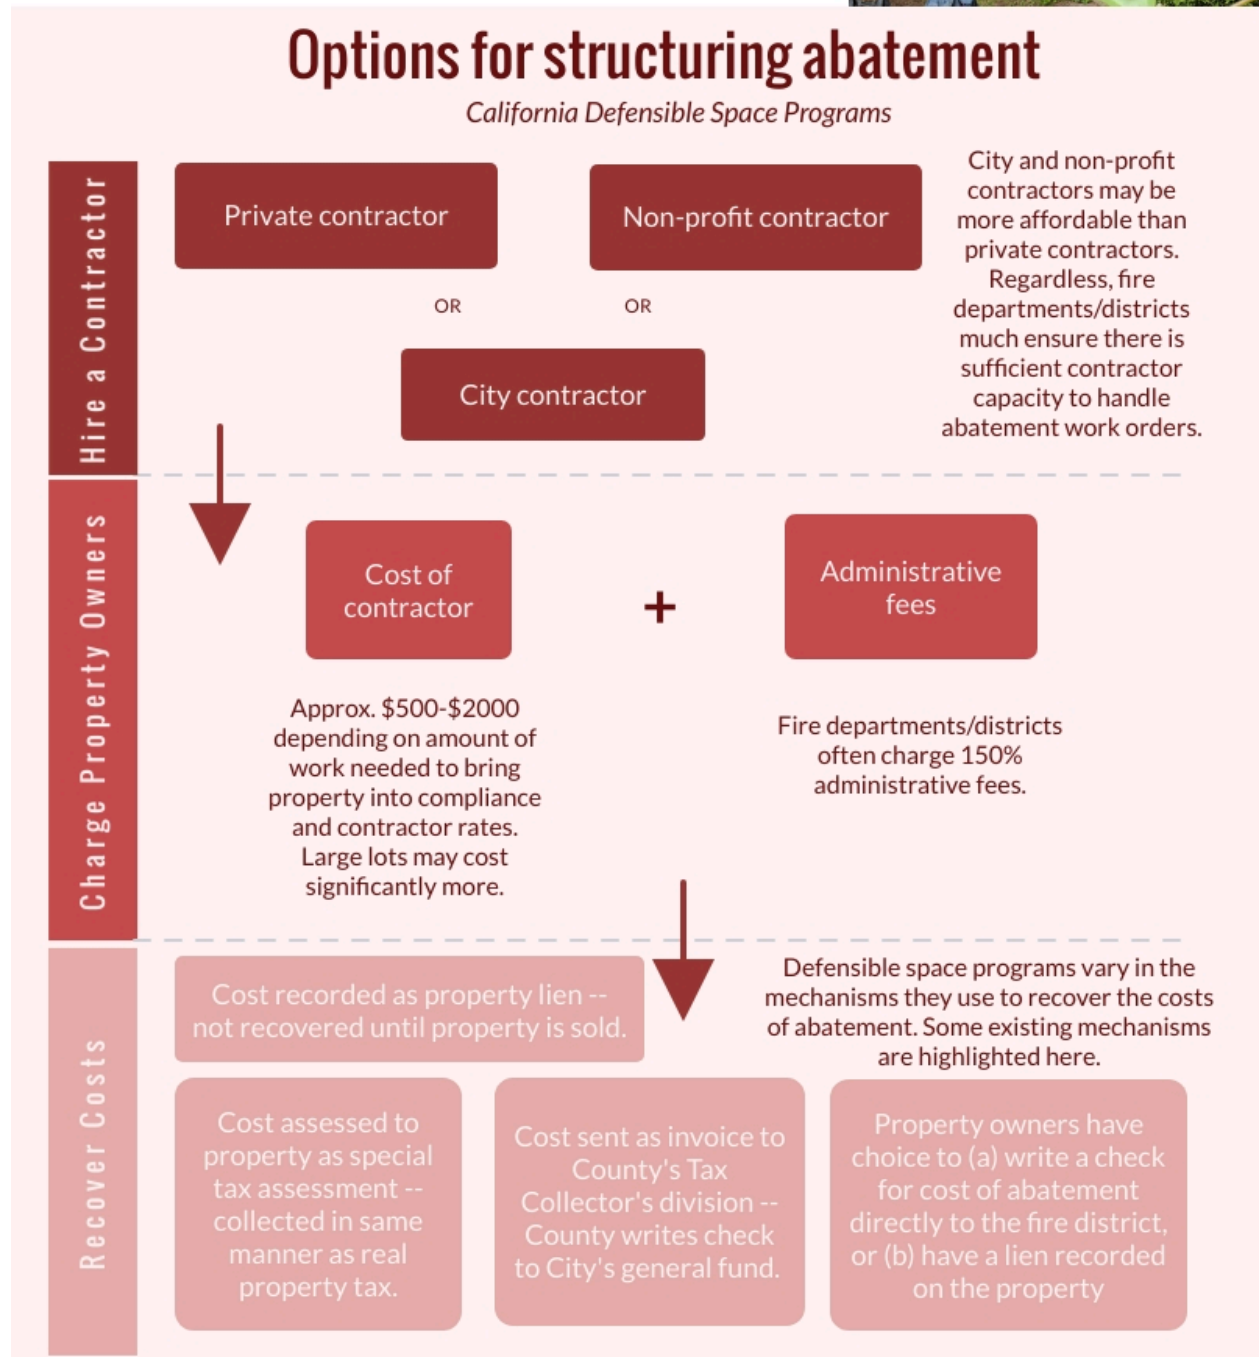 Options for structuring abatement
California Defensible Space Programs
Hire a Contractor
Private contractor
Non-profit contractor
OR
OR
City contractor
City and non-profit
contractors may be
more affordable than
private contractors.
Regardless, fire
departments/districts
much ensure there is
sufficient contractor
capacity to handle
abatement work orders.
Charge Property Owners
Cost of
contractor
+
Administrative
fees
Approx. $500-$2000
depending on amount of
work needed to bring
property into compliance
and contractor rates.
Large lots may cost
significantly more.
Fire departments/districts
often charge 150%
administrative fees.
Recover Costs
Cost recorded as property lien --
not recovered until property is sold.
Defensible space programs vary in the
mechanisms they use to recover the costs
of abatement. Some existing mechanisms
are highlighted here.
Cost assessed to
property as special
tax assessment --
collected in same
manner as real
property tax.
Cost sent as invoice to
County's Tax
Collector's division --
County writes check
to City's general fund.
Property owners have
choice to (a) write a check
for cost of abatement
directly to the fire district,
or (b) have a lien recorded
on the property